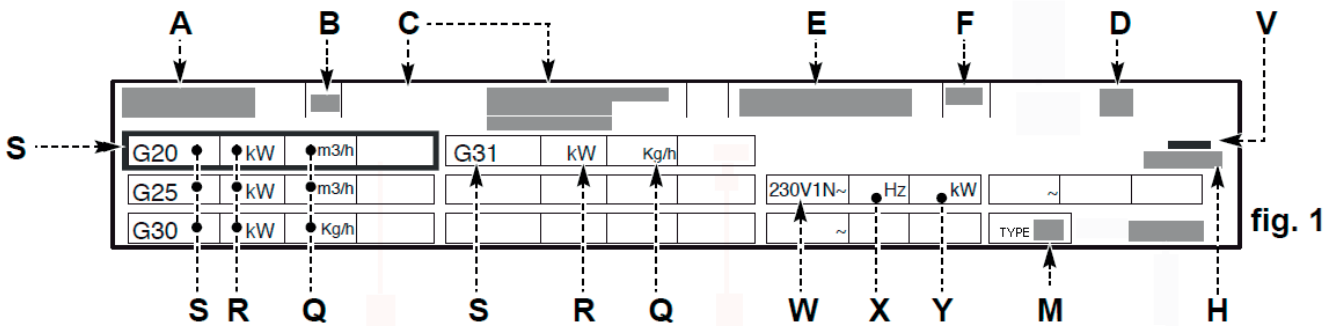 A B C E F D V
S G20 kW m3/h G31 kW Kg/h
G25 kW m3/h 230V1N~ Hz kW ~
G30 kW Kg/h ~ TYPE fig. 1
S R Q S R Q W X Y M H